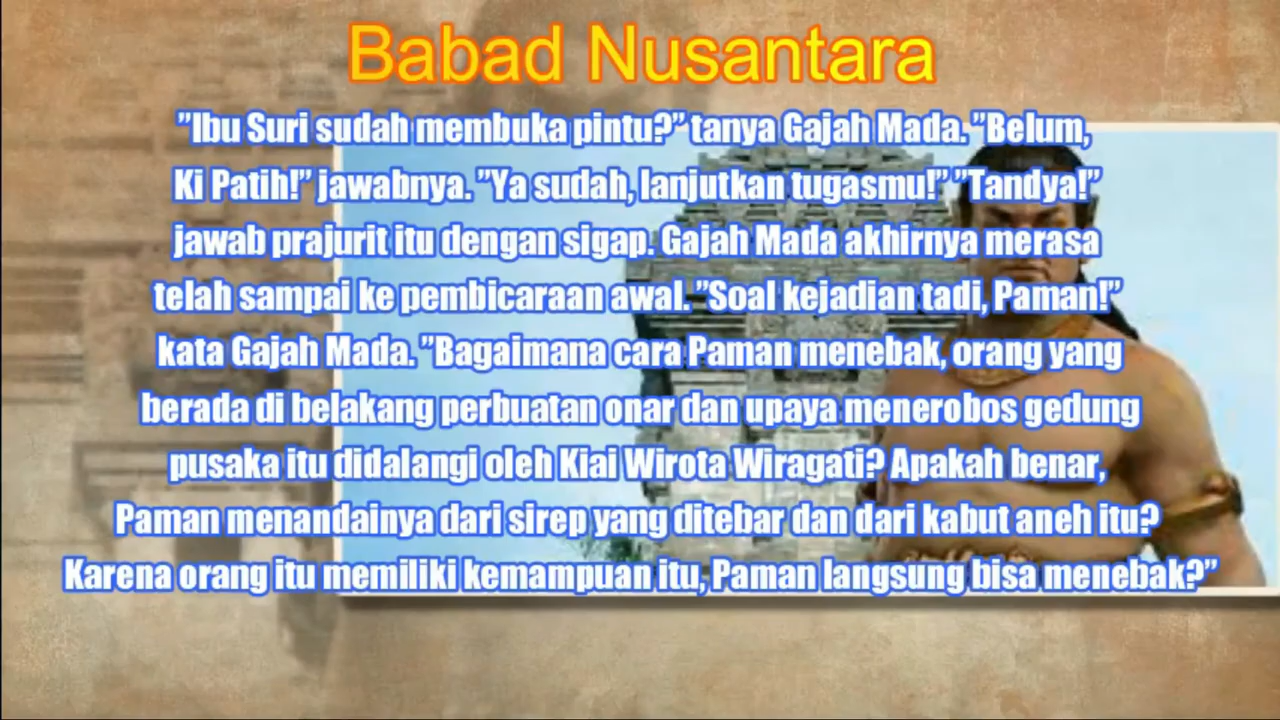 Babad Nusantara
”Ibu Suri sudah membuka pintu?” tanya Gajah Mada. ”Belum,
Ki Patih!” jawabnya. ”Ya sudah, lanjutkan tugasmu!” ”Tandya!”
jawab prajurit itu dengan sigap. Gajah Mada akhirnya merasa
telah sampai ke pembicaraan awal. ”Soal kejadian tadi, Paman!”
kata Gajah Mada. ”Bagaimana cara Paman menebak, orang yang
berada di belakang perbuatan onar dan upaya menerobos gedung
pusaka itu didalangi oleh Kiai Wirota Wiragati? Apakah benar,
Paman menandainya dari sirep yang ditebar dan dari kabut aneh itu?
Karena orang itu memiliki kemampuan itu, Paman langsung bisa menebak?”